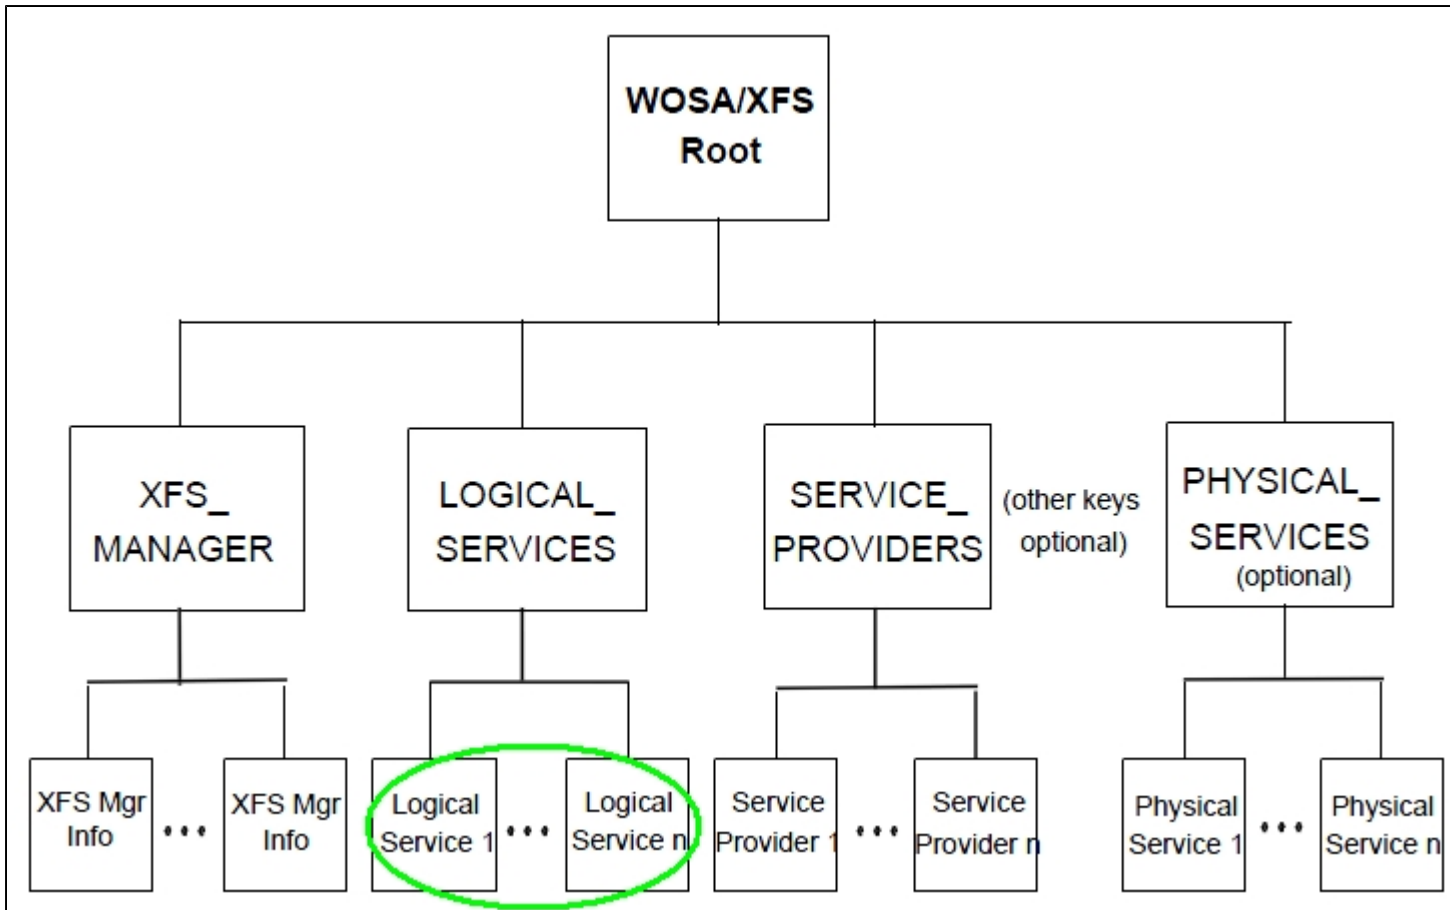 WOSA/XFS
Root
XFS_
MANAGER
LOGICAL_
SERVICES
SERVICE_
PROVIDERS
(other keys
optional)
PHYSICAL_
SERVICES
(optional)
XFS Mgr
Info
•••
XFS Mgr
Info
Logical
Service 1
•••
Logical
Service n
Service
Provider 1
•••
Service
Provider n
Physical
Service 1
•••
Physical
Service n